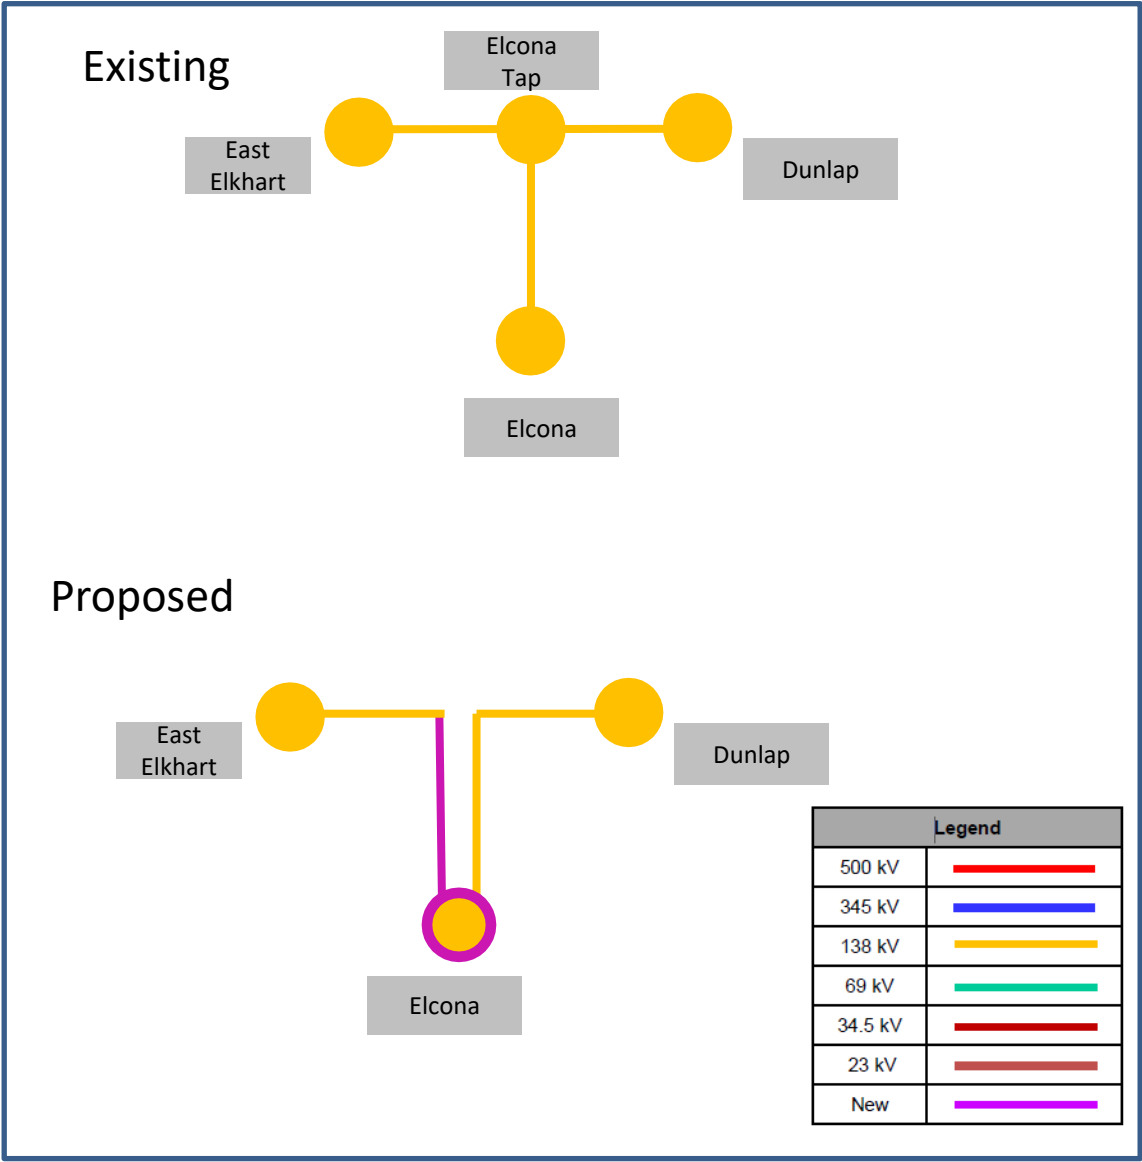 Existing
Elcona
Tap
East
Elkhart
Dunlap
Elcona
Proposed
East
Elkhart
Dunlap
Elcona
Legend
500 kV
345 kV
138 kV
69 kV
34.5 kV
23 kV
New